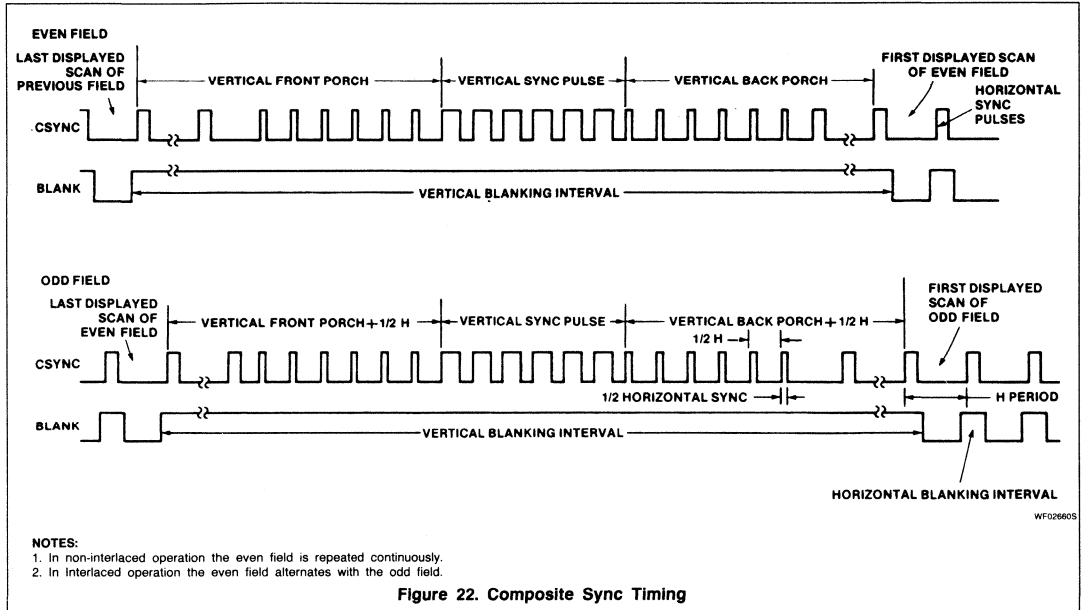 EVEN FIELD
LAST DISPLAYED
SCAN OF
PREVIOUS FIELD
VERTICAL FRONT PORCH
VERTICAL SYNC PULSE
VERTICAL BACK PORCH
FIRST DISPLAYED SCAN
OF EVEN FIELD
HORIZONTAL
SYNC
PULSES
CSYNC
BLANK
VERTICAL BLANKING INTERVAL
ODD FIELD
LAST DISPLAYED
SCAN OF
EVEN FIELD
VERTICAL FRONT PORCH+1/2 H
VERTICAL SYNC PULSE
VERTICAL BACK PORCH+1/2 H
FIRST DISPLAYED
SCAN OF
ODD FIELD
1/2 H
CSYNC
1/2 HORIZONTAL SYNC
H PERIOD
BLANK
VERTICAL BLANKING INTERVAL
HORIZONTAL BLANKING INTERVAL
WF02660S
NOTES:
1. In non-interlaced operation the even field is repeated continuously.
2. In Interlaced operation the even field alternates with the odd field.
Figure 22. Composite Sync Timing